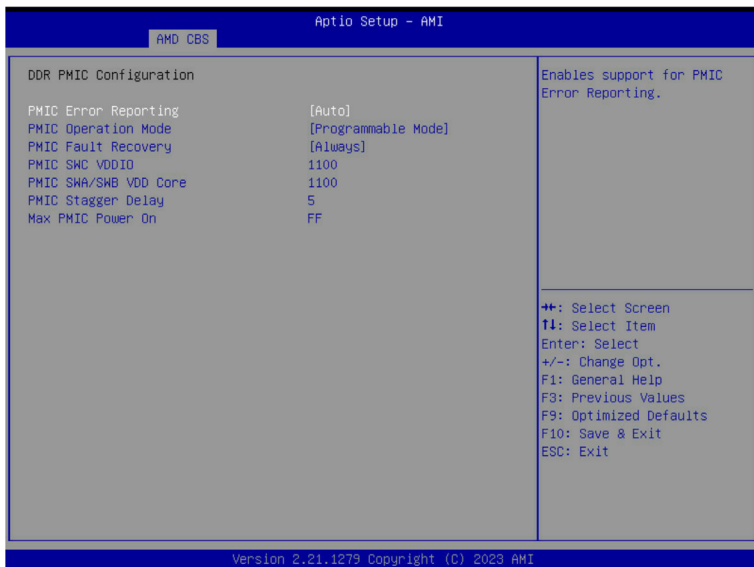 Aptio Setup – AMI
AMD CBS
DDR PMIC Configuration
PMIC Error Reporting [Auto]
PMIC Operation Mode [Programmable Mode]
PMIC Fault Recovery [Always]
PMIC SWC VDDIO 1100
PMIC SWA/SWB VDD Core 1100
PMIC Stagger Delay 5
Max PMIC Power On FF
Enables support for PMIC
Error Reporting.
→←: Select Screen
↑↓: Select Item
Enter: Select
+/-: Change Opt.
F1: General Help
F3: Previous Values
F9: Optimized Defaults
F10: Save & Exit
ESC: Exit
Version 2.21.1279 Copyright (C) 2023 AMI